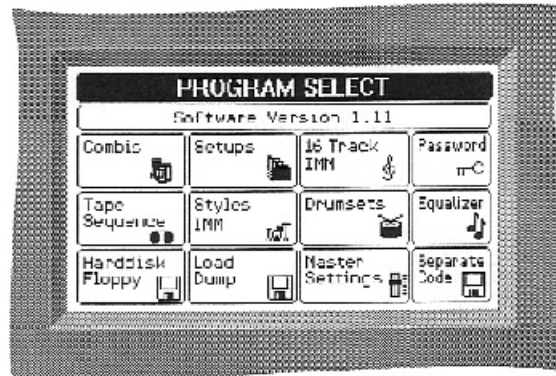 PROGRAM SELECT
Software Version 1.11
Combis
Setups
16 Track
IMM
Password
Tape
Sequence
Styles
IMM
Drumsets
Equalizer
Harddisk
Floppy
Load
Dump
Master
Settings
Separate
Code